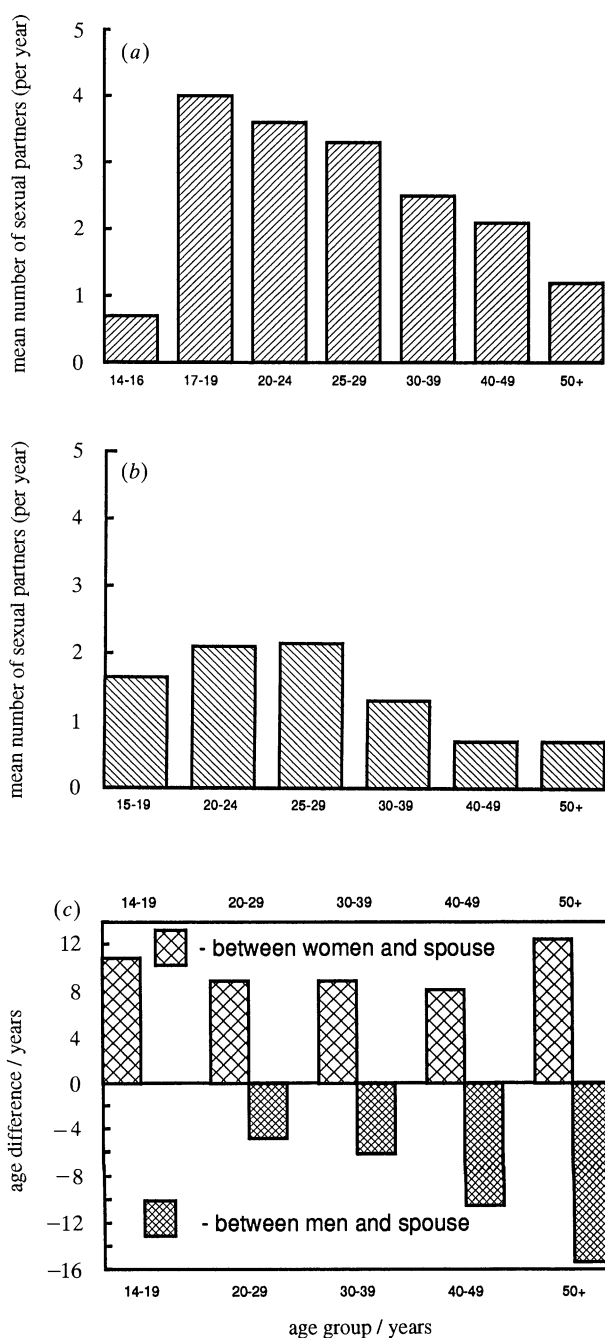 mean number of sexual partners (per year)
(a)
5
4
3
2
1
0
14-16 17-19 20-24 25-29 30-39 40-49 50+
mean number of sexual partners (per year)
(b)
5
4
3
2
1
0
15-19 20-24 25-29 30-39 40-49 50+
(c)
14-19 20-29 30-39 40-49 50+
age difference / years
12
8
4
0
−4
−8
−12
−16
- between women and spouse
- between men and spouse
14-19 20-29 30-39 40-49 50+
age group / years